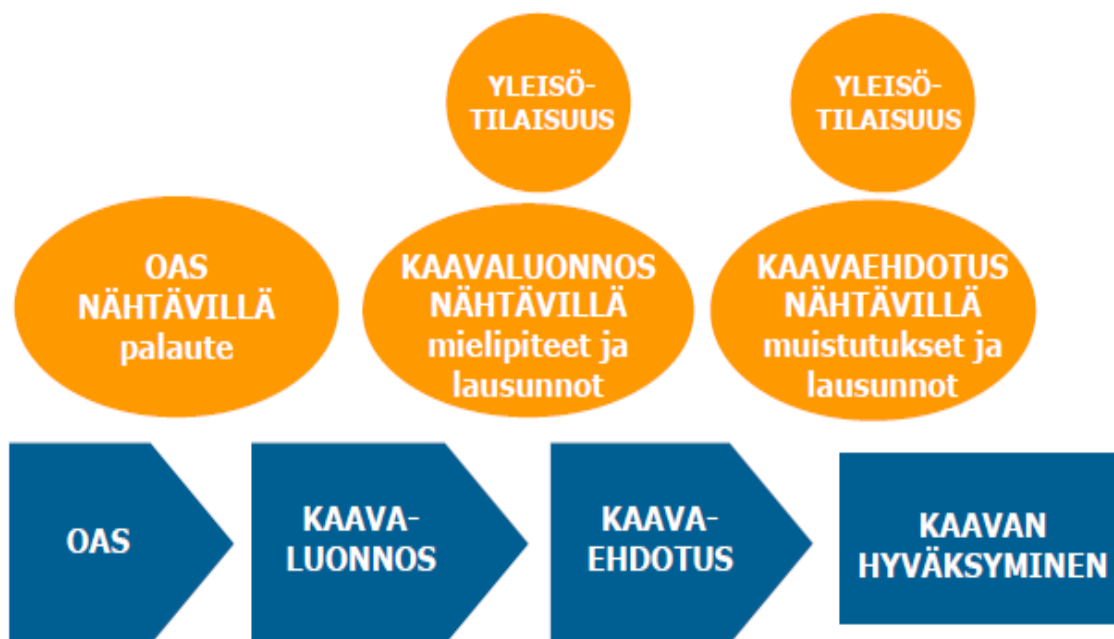 YLEISÖ-
TILAISUUS
YLEISÖ-
TILAISUUS
OAS
NÄHTÄVILLÄ
palaute
KAAVALUONNOS
NÄHTÄVILLÄ
mielipiteet ja
lausunnot
KAAVAEHDOTUS
NÄHTÄVILLÄ
muistutukset ja
lausunnot
OAS
KAAVA-
LUONNOS
KAAVA-
EHDOTUS
KAAVAN
HYVÄKSYMINEN